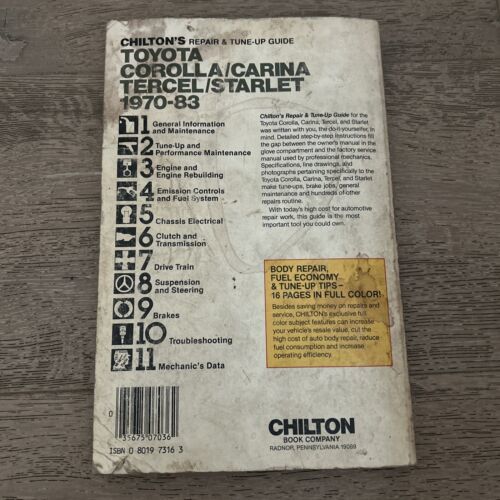 CHILTON'S REPAIR & TUNE-UP GUIDE
TOYOTA
COROLLA/CARINA
TERCEL/STARLET
1970-83
1 General Information
and Maintenance
2 Tune-Up and
Performance Maintenance
3 Engine and
Engine Rebuilding
4 Emission Controls
and Fuel System
5 Chassis Electrical
6 Clutch and
Transmission
7 Drive Train
8 Suspension
and Steering
9 Brakes
10 Troubleshooting
11 Mechanic's Data
Chilton's Repair & Tune-Up Guide for the
Toyota Corolla, Carina, Tercel, and Starlet
was written with you, the do-it-yourselfer, in
mind. Detailed step-by-step instructions fill
the gap between the owner's manual in the
glove compartment and the factory service
manual used by professional mechanics.
Specifications, line drawings, and
photographs pertaining specifically to the
Toyota Corolla, Carina, Tercel, and Starlet
make tune-ups, brake jobs, general
maintenance and hundreds of other
repairs routine.
With today's high cost for automotive
repair work, this guide is the most
important tool you could own.
BODY REPAIR,
FUEL ECONOMY
& TUNE-UP TIPS–
16 PAGES IN FULL COLOR!
Besides saving money on repairs and
service, CHILTON'S exclusive full
color subject features can increase
your vehicle's resale value, cut the
high cost of auto body repair, reduce
fuel consumption and increase
operating efficiency.
0 35675 07036
ISBN 0 8019 7316 3
CHILTON
BOOK COMPANY
RADNOR, PENNSYLVANIA 19089